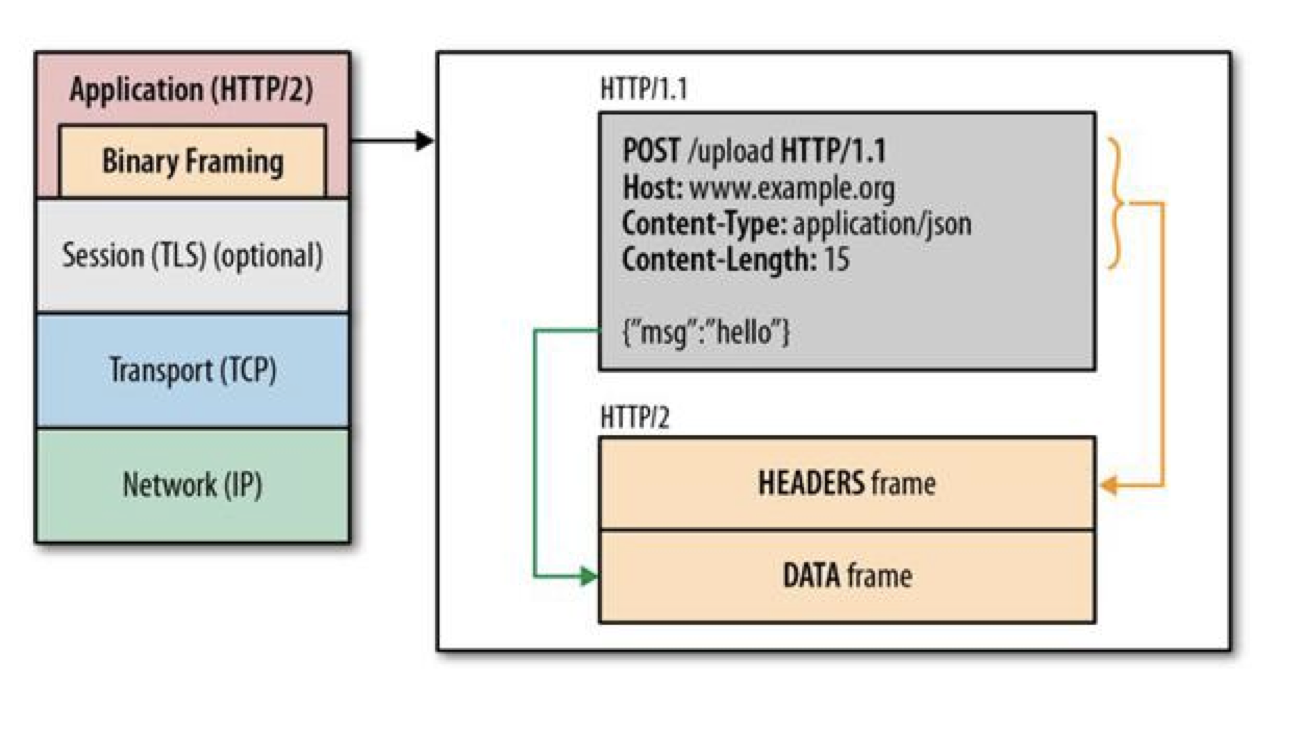 Application (HTTP/2)
Binary Framing
Session (TLS) (optional)
Transport (TCP)
Network (IP)
HTTP/1.1
POST /upload HTTP/1.1
Host: www.example.org
Content-Type: application/json
Content-Length: 15
{”msg”:”hello”}
HTTP/2
HEADERS frame
DATA frame